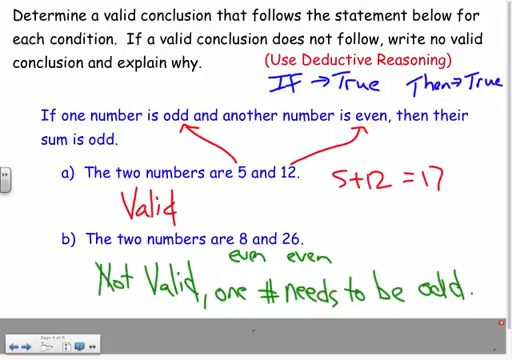 Determine a valid conclusion that follows the statement below for
each condition. If a valid conclusion does not follow, write no valid
conclusion and explain why. (Use Deductive Reasoning)
IF → True Then → True
If one number is odd and another number is even, then their
sum is odd.
a) The two numbers are 5 and 12. 5+12 = 17
Valid
b) The two numbers are 8 and 26.
even even
Not Valid, one # needs to be odd.